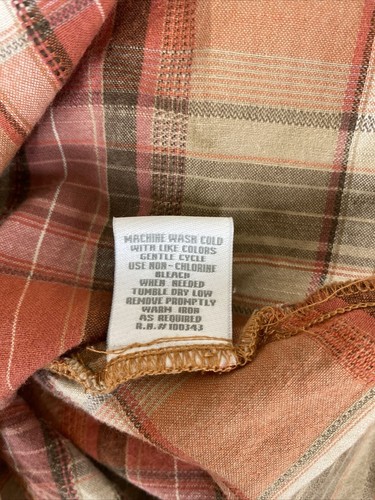 MACHINE WASH COLD
WITH LIKE COLORS
GENTLE CYCLE
USE NON-CHLORINE
BLEACH
WHEN NEEDED
TUMBLE DRY LOW
REMOVE PROMPTLY
WARM IRON
AS REQUIRED
R.N.#100343